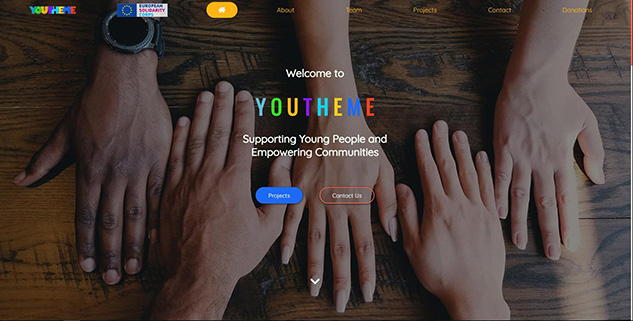 YOUTHEME
EUROPEAN
SOLIDARITY
CORPS
About
Team
Projects
Contact
Donations
Welcome to
YOUTHEME
Supporting Young People and
Empowering Communities
Projects
Contact Us